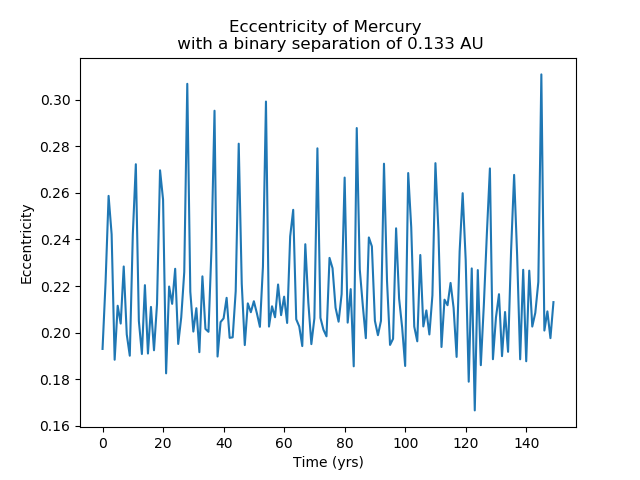 Eccentricity of Mercury
with a binary separation of 0.133 AU
0.30
0.28
0.26
0.24
0.22
0.20
0.18
0.16
Eccentricity
0 20 40 60 80 100 120 140
Time (yrs)